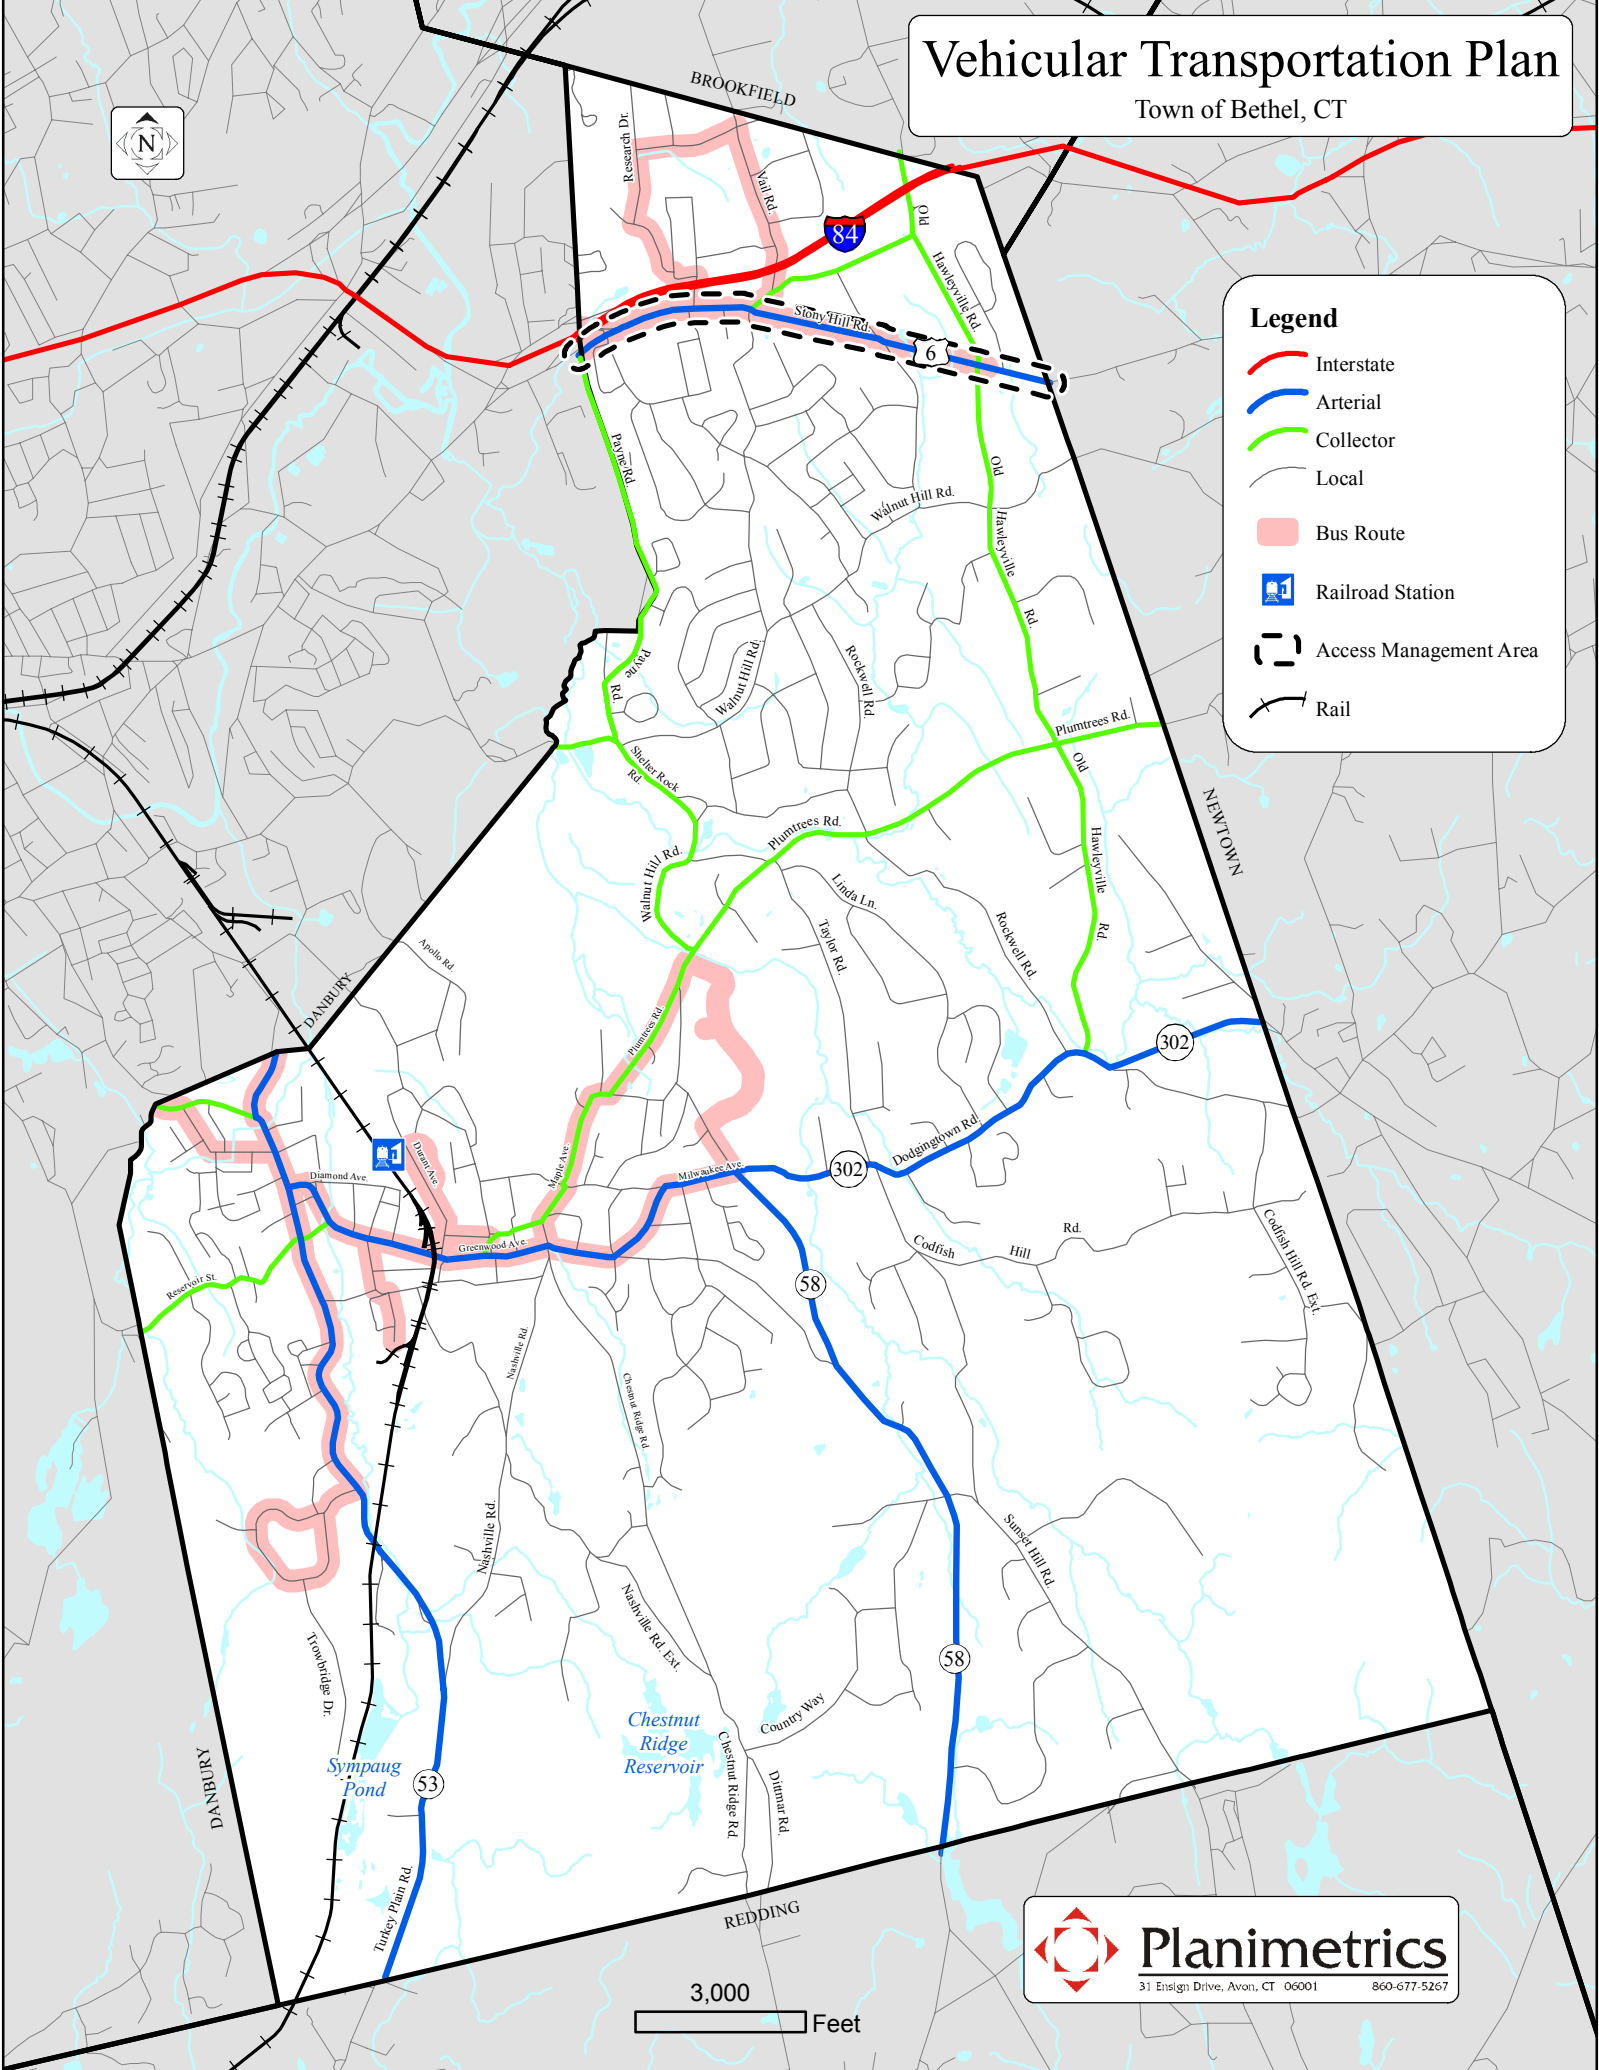 Vehicular Transportation Plan
Town of Bethel, CT
BROOKFIELD
N
Research Dr.
Vail Rd.
84
Old
Hawleyville Rd.
Stony Hill Rd.
6
Legend
Interstate
Arterial
Collector
Local
Bus Route
Railroad Station
Access Management Area
Rail
Payne Rd.
Old
Walnut Hill Rd.
Hawleyville
Rd.
Payne
Rd.
Walnut Hill Rd.
Rockwell Rd.
Plumtrees Rd.
Old
Shelter Rock
Rd.
NEWTOWN
Plumtrees Rd.
Hawleyville
Rd.
Walnut Hill Rd.
Linda Ln.
Taylor Rd.
Rockwell Rd.
Apollo Rd.
DANBURY
Plumtrees Rd.
302
Dodgingtown Rd.
302
Durant Ave.
Maple Ave.
Milwaukee Ave.
Diamond Ave.
Greenwood Ave.
Reservoir St.
Codfish
Hill
Rd.
Codfish Hill Rd. Ext.
58
Nashville Rd.
Chestnut Ridge Rd.
Nashville Rd.
Sunset Hill Rd.
Nashville Rd. Ext.
Trowbridge Dr.
58
Country Way
Chestnut
Ridge
Reservoir
Chestnut Ridge Rd.
Dittmar Rd.
Sympaug
Pond
53
DANBURY
Turkey Plain Rd.
REDDING
Planimetrics
31 Ensign Drive, Avon, CT 06001 860-677-5267
3,000
Feet